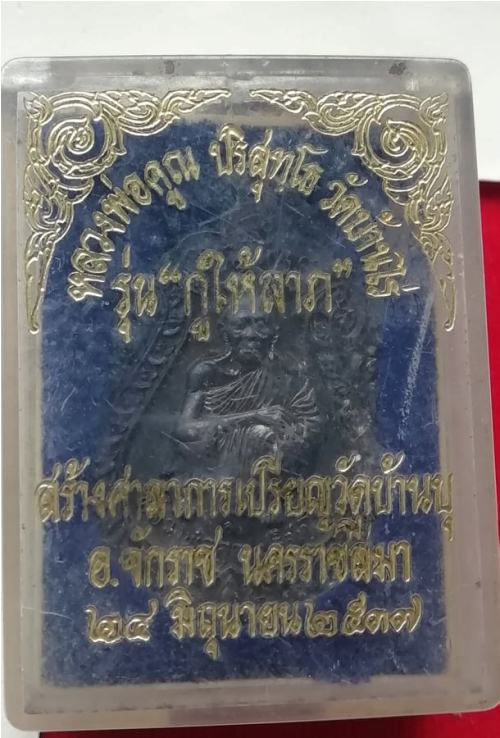 หลวงพ่อคูณ ปริสุทโธ วัดบ้านไร่
รุ่น "กูให้ลาภ"
สร้างศาลาการเปรียญวัดบ้านบุ
อ.จักราช นครราชสีมา
๒๔ มิถุนายน ๒๕๓๗